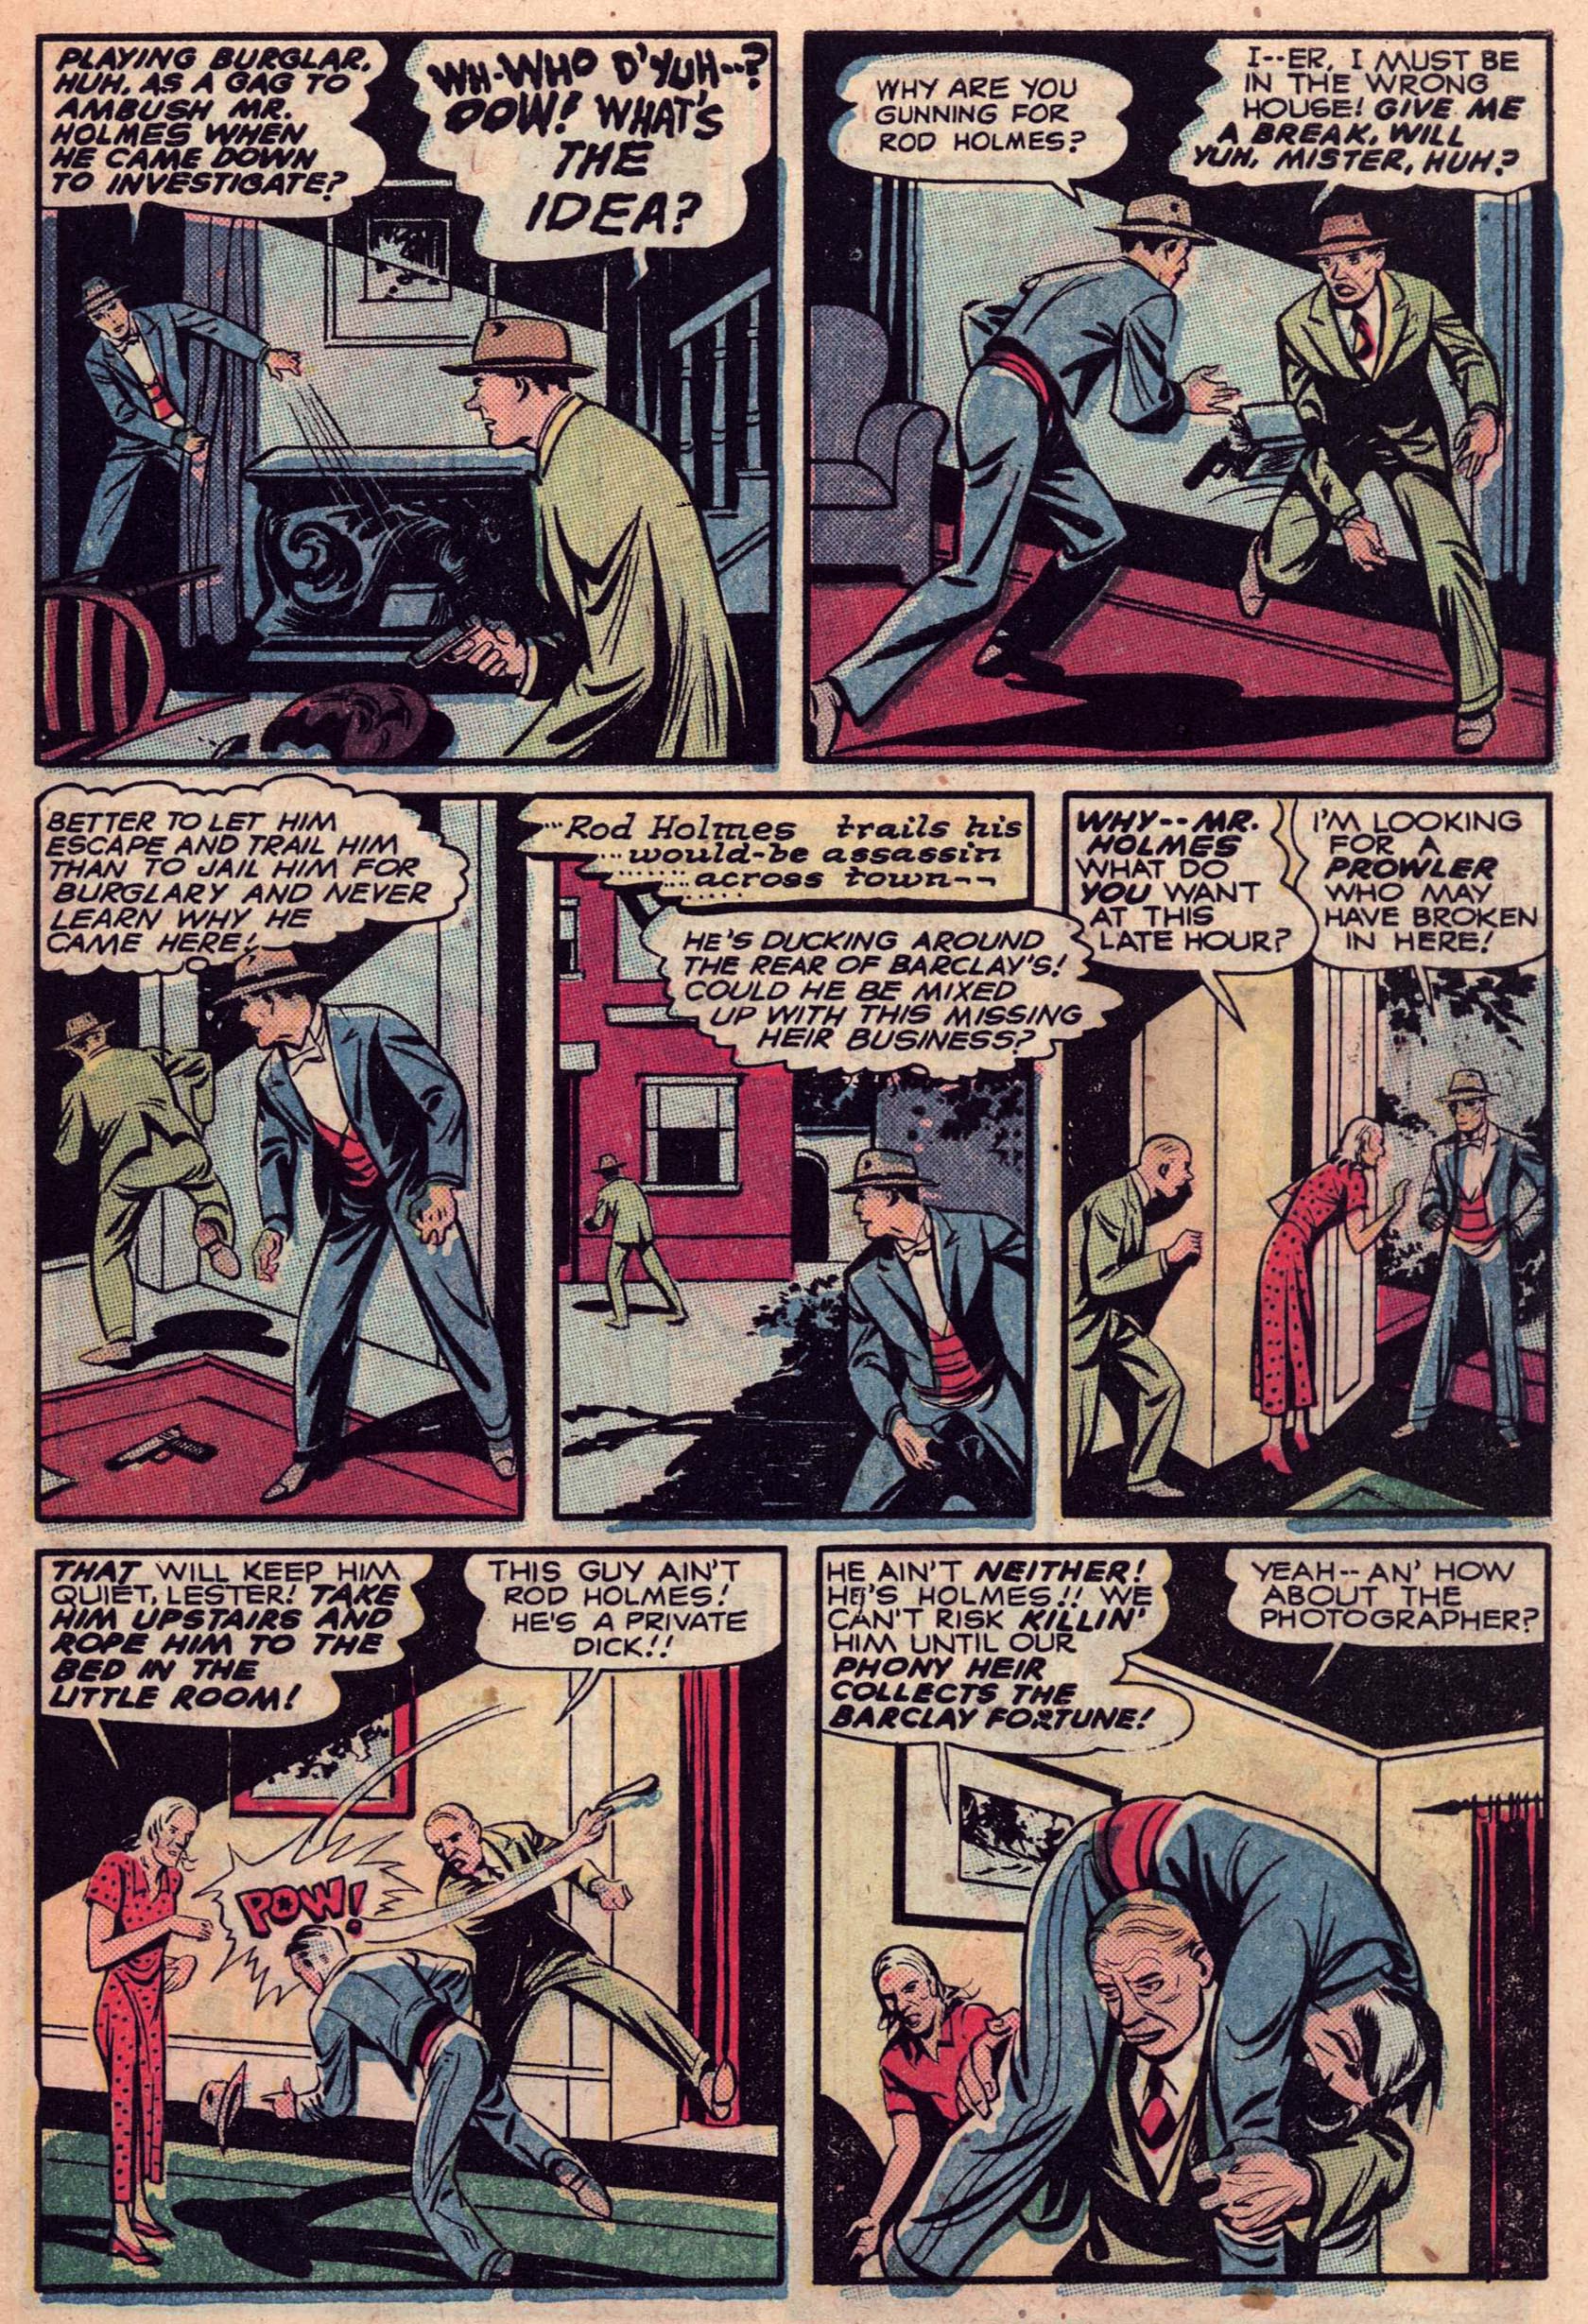 PLAYING BURGLAR,
HUH, AS A GAG TO
AMBUSH MR.
HOLMES WHEN
HE CAME DOWN
TO INVESTIGATE?
WH-WHO D'YUH--?
OOW! WHAT'S
THE
IDEA?
WHY ARE YOU
GUNNING FOR
ROD HOLMES?
I--ER, I MUST BE
IN THE WRONG
HOUSE! GIVE ME
A BREAK, WILL
YUH, MISTER, HUH?
BETTER TO LET HIM
ESCAPE AND TRAIL HIM
THAN TO JAIL HIM FOR
BURGLARY AND NEVER
LEARN WHY HE
CAME HERE!
Rod Holmes trails his
would-be assassin
across town--
HE'S DUCKING AROUND
THE REAR OF BARCLAY'S!
COULD HE BE MIXED
UP WITH THIS MISSING
HEIR BUSINESS?
WHY-- MR.
HOLMES
WHAT DO
YOU WANT
AT THIS
LATE HOUR?
I'M LOOKING
FOR A
PROWLER
WHO MAY
HAVE BROKEN
IN HERE!
THAT WILL KEEP HIM
QUIET, LESTER! TAKE
HIM UPSTAIRS AND
ROPE HIM TO THE
BED IN THE
LITTLE ROOM!
THIS GUY AIN'T
ROD HOLMES!
HE'S A PRIVATE
DICK!!
POW!
HE AIN'T NEITHER!
HE'S HOLMES!! WE
CAN'T RISK KILLIN'
HIM UNTIL OUR
PHONY HEIR
COLLECTS THE
BARCLAY FORTUNE!
YEAH-- AN' HOW
ABOUT THE
PHOTOGRAPHER?